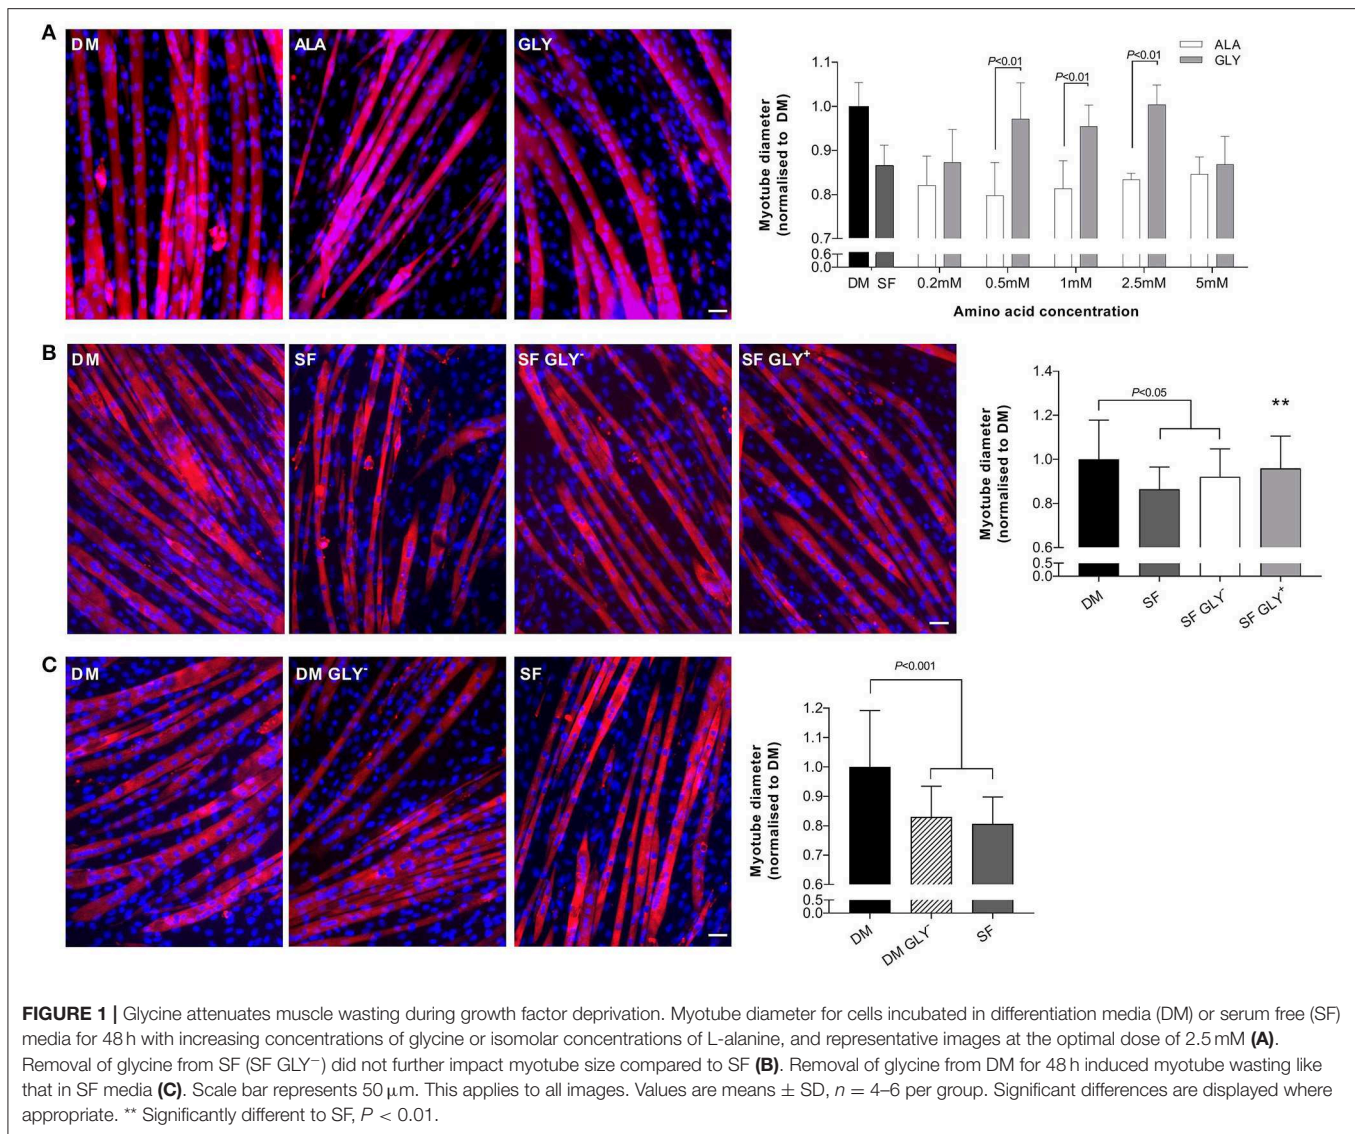 A
DM
ALA
GLY
ALA
GLY
P<0.01
P<0.01
P<0.01
Myotube diameter
(normalised to DM)
1.1
1.0
0.9
0.8
0.7
0.6
0.0
DM SF 0.2mM 0.5mM 1mM 2.5mM 5mM
Amino acid concentration
B
DM
SF
SF GLY⁻
SF GLY⁺
Myotube diameter
(normalised to DM)
1.4
1.2
1.0
0.8
0.6
0.5
0.0
P<0.05
**
DM
SF
SF GLY⁻
SF GLY⁺
C
DM
DM GLY⁻
SF
Myotube diameter
(normalised to DM)
P<0.001
1.2
1.1
1.0
0.9
0.8
0.7
0.6
0.5
0.0
DM
DM GLY⁻
SF
FIGURE 1 | Glycine attenuates muscle wasting during growth factor deprivation. Myotube diameter for cells incubated in differentiation media (DM) or serum free (SF)
media for 48 h with increasing concentrations of glycine or isomolar concentrations of L-alanine, and representative images at the optimal dose of 2.5 mM (A).
Removal of glycine from SF (SF GLY−) did not further impact myotube size compared to SF (B). Removal of glycine from DM for 48 h induced myotube wasting like
that in SF media (C). Scale bar represents 50 μm. This applies to all images. Values are means ± SD, n = 4–6 per group. Significant differences are displayed where
appropriate. ** Significantly different to SF, P < 0.01.